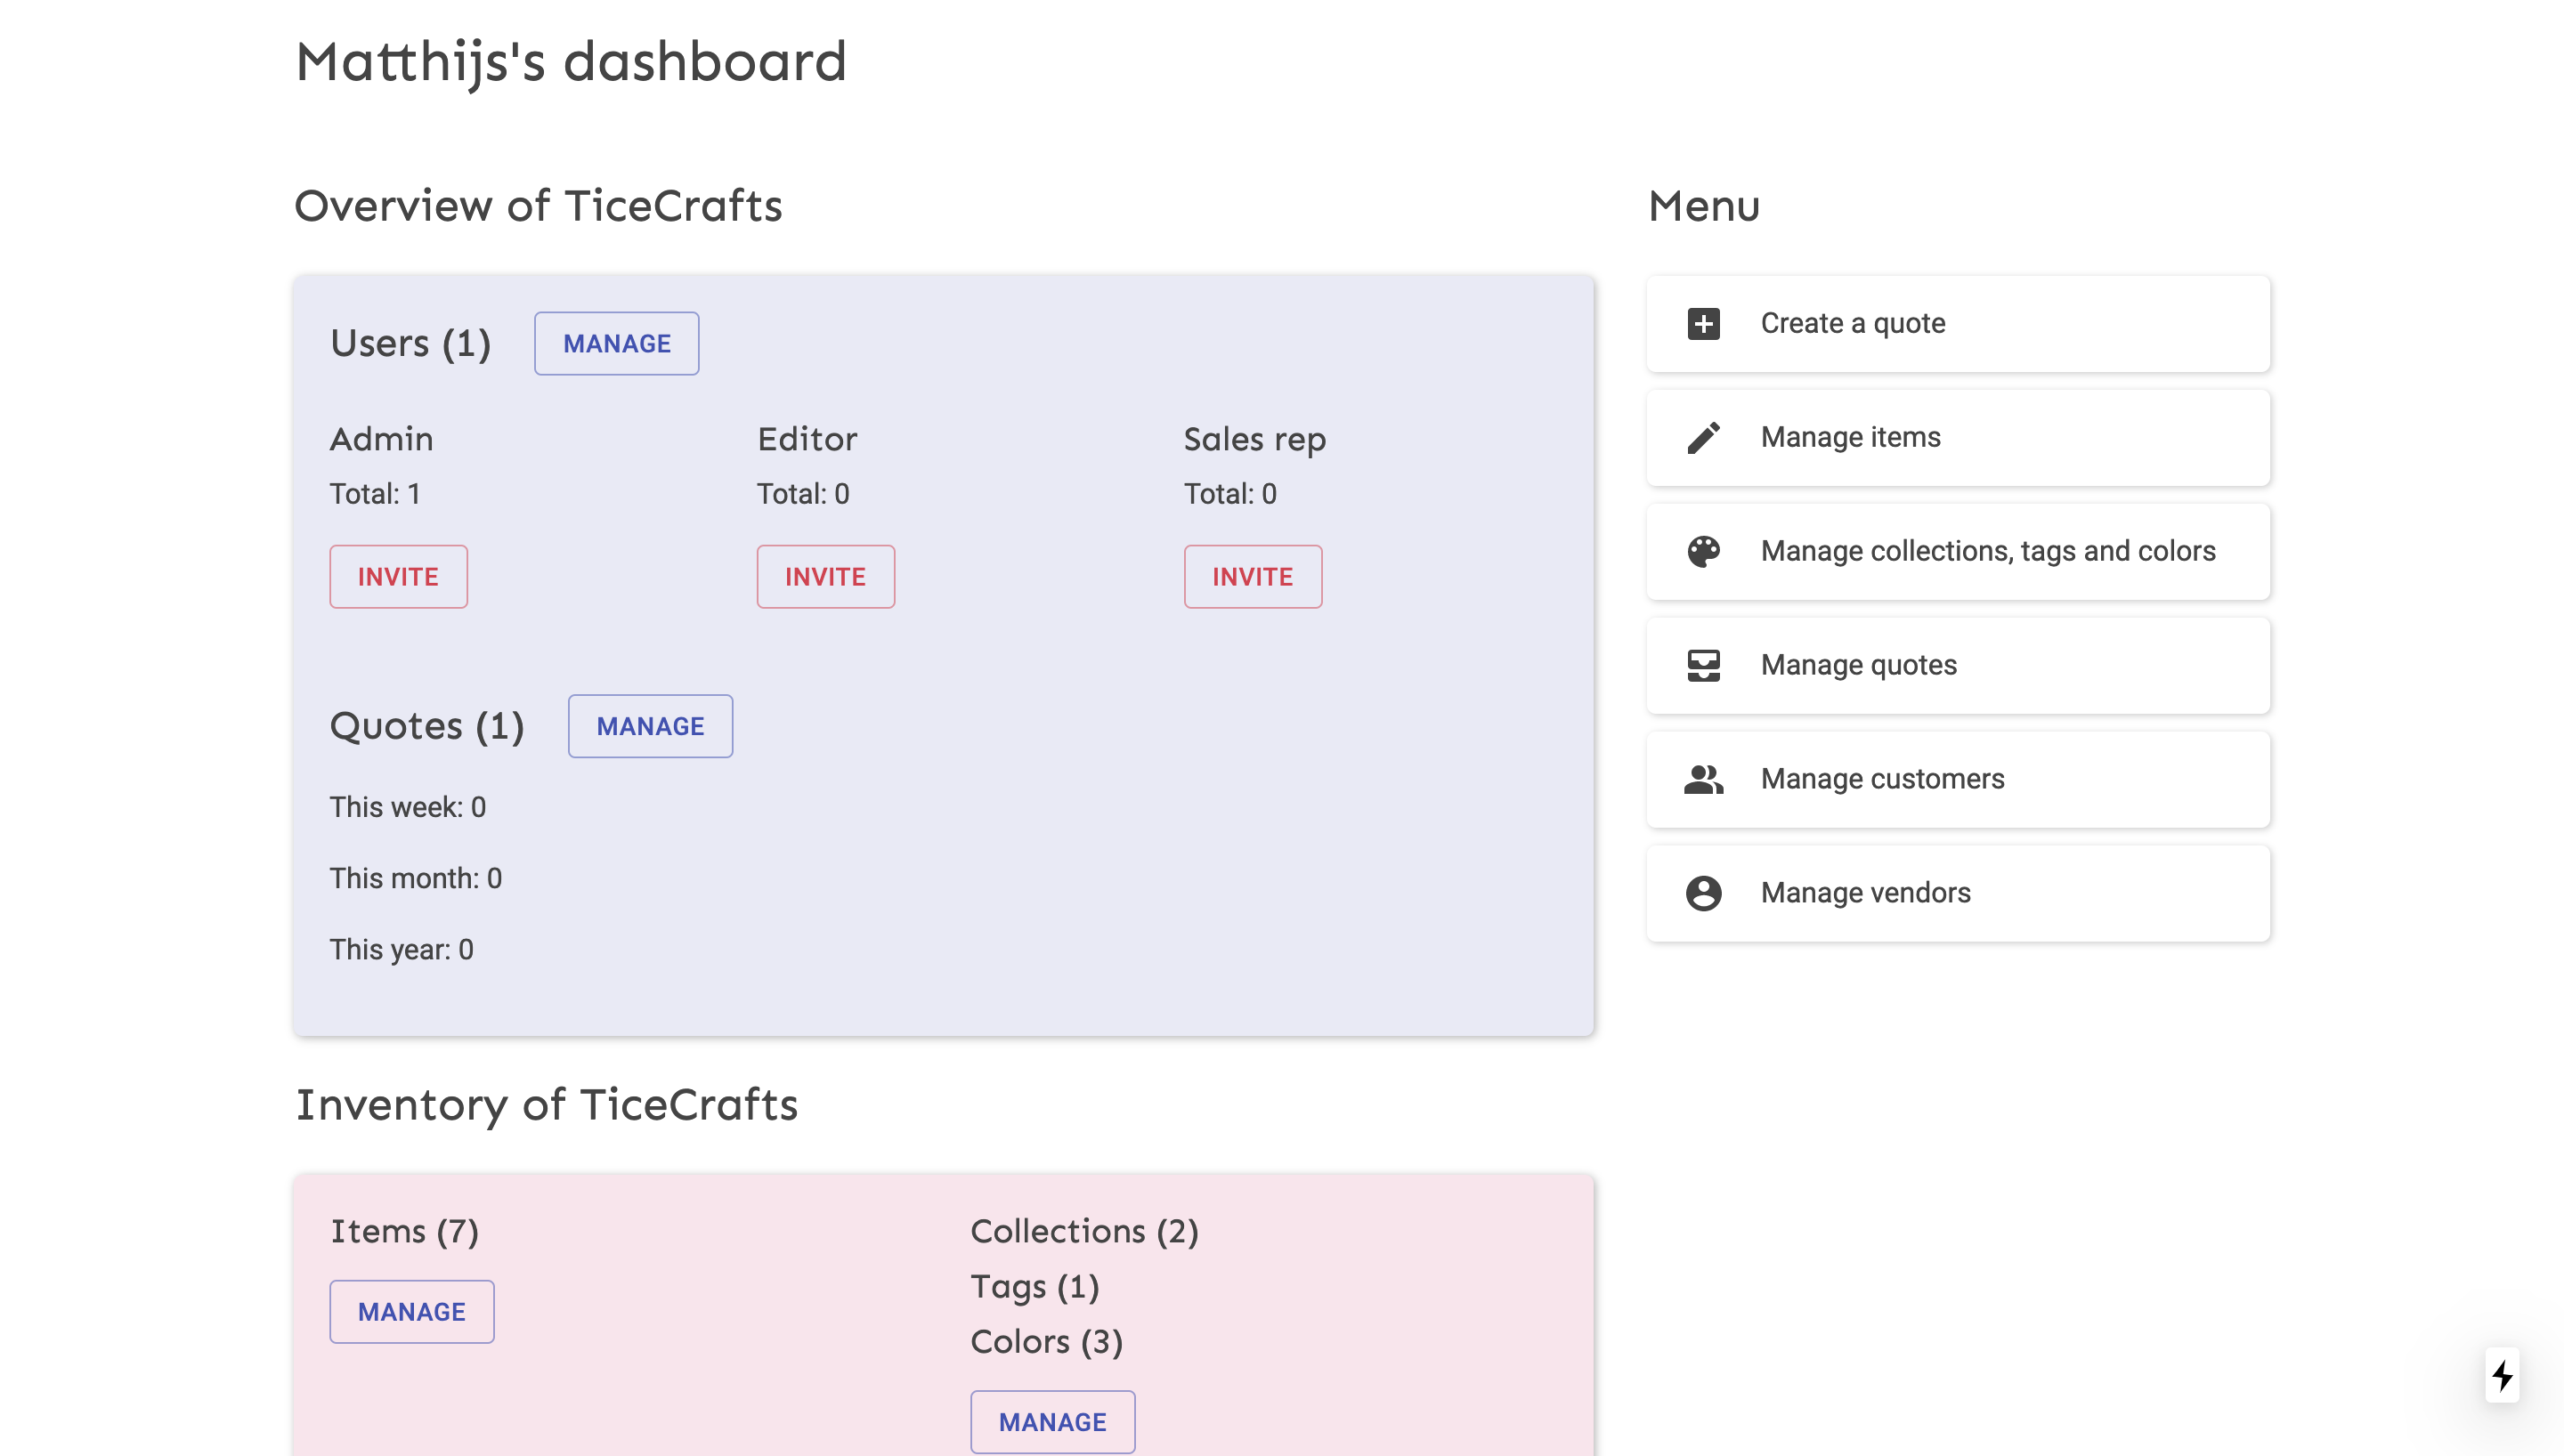 Matthijs's dashboard
Overview of TiceCrafts
Users (1) MANAGE
Admin Editor Sales rep
Total: 1 Total: 0 Total: 0
INVITE INVITE INVITE
Quotes (1) MANAGE
This week: 0
This month: 0
This year: 0
Inventory of TiceCrafts
Items (7)
MANAGE
Collections (2)
Tags (1)
Colors (3)
MANAGE
Menu
Create a quote
Manage items
Manage collections, tags and colors
Manage quotes
Manage customers
Manage vendors